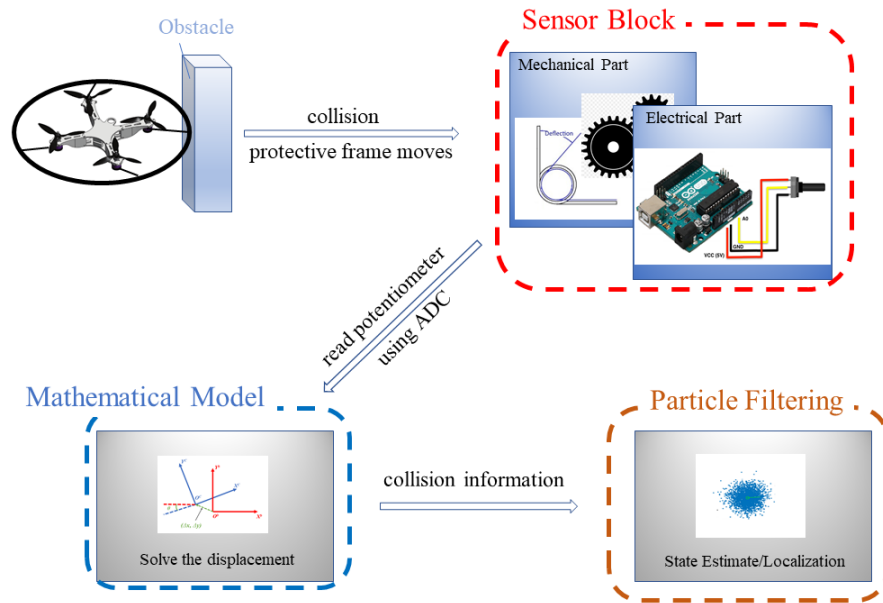 Obstacle
Sensor Block
Mechanical Part
Deflection
Electrical Part
A0
GND
VCC (5V)
collision
protective frame moves
read potentiometer
using ADC
Mathematical Model
Solve the displacement
collision information
Particle Filtering
State Estimate/Localization